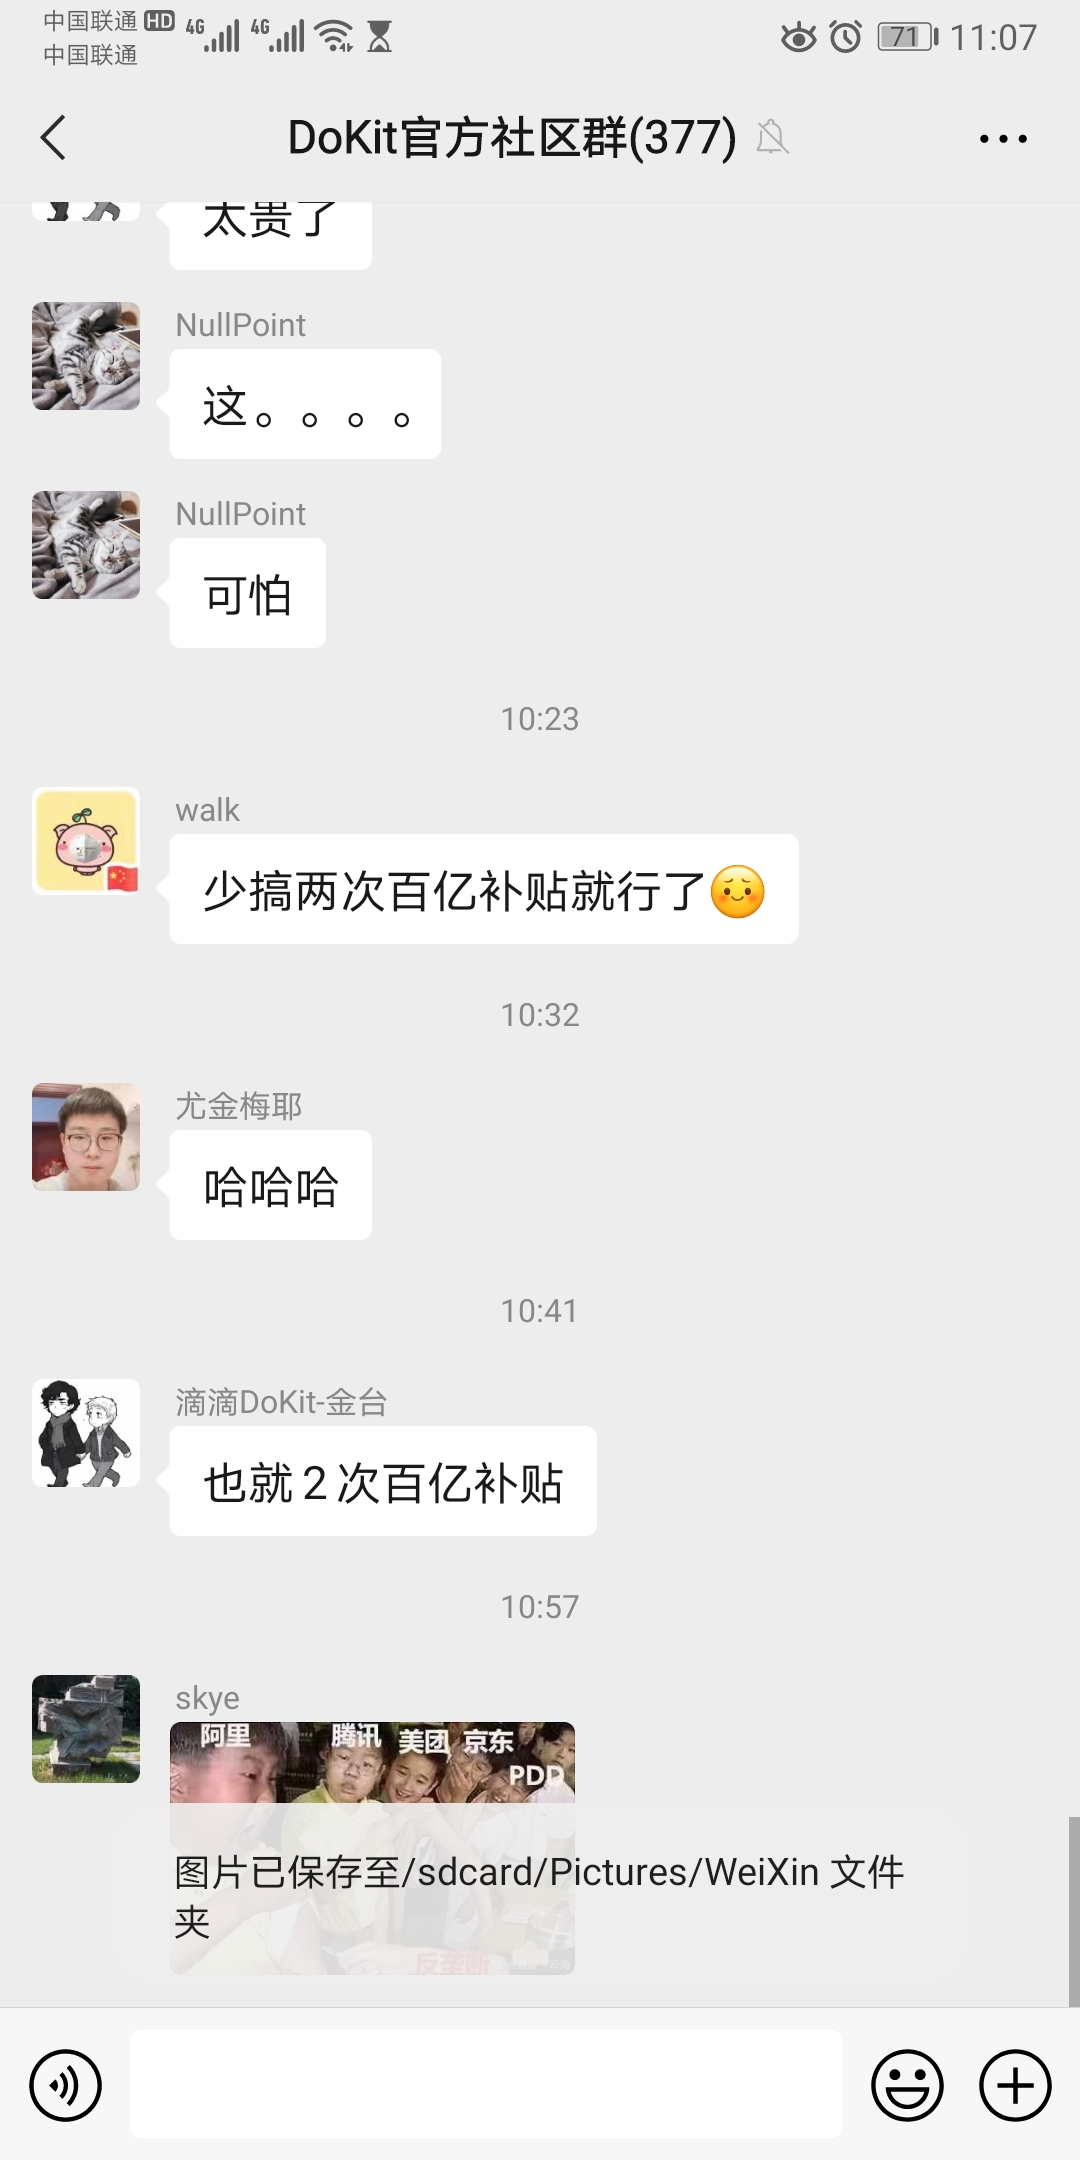 中国联通 HD 4G 4G 71 11:07
中国联通
DoKit官方社区群(377)
太贵了
NullPoint
这。。。。
NullPoint
可怕
10:23
walk
少搞两次百亿补贴就行了
10:32
尤金梅耶
哈哈哈
10:41
滴滴DoKit-金台
也就2次百亿补贴
10:57
skye
阿里 腾讯 美团 京东
PDD
图片已保存至/sdcard/Pictures/WeiXin 文件
夹
反垄断